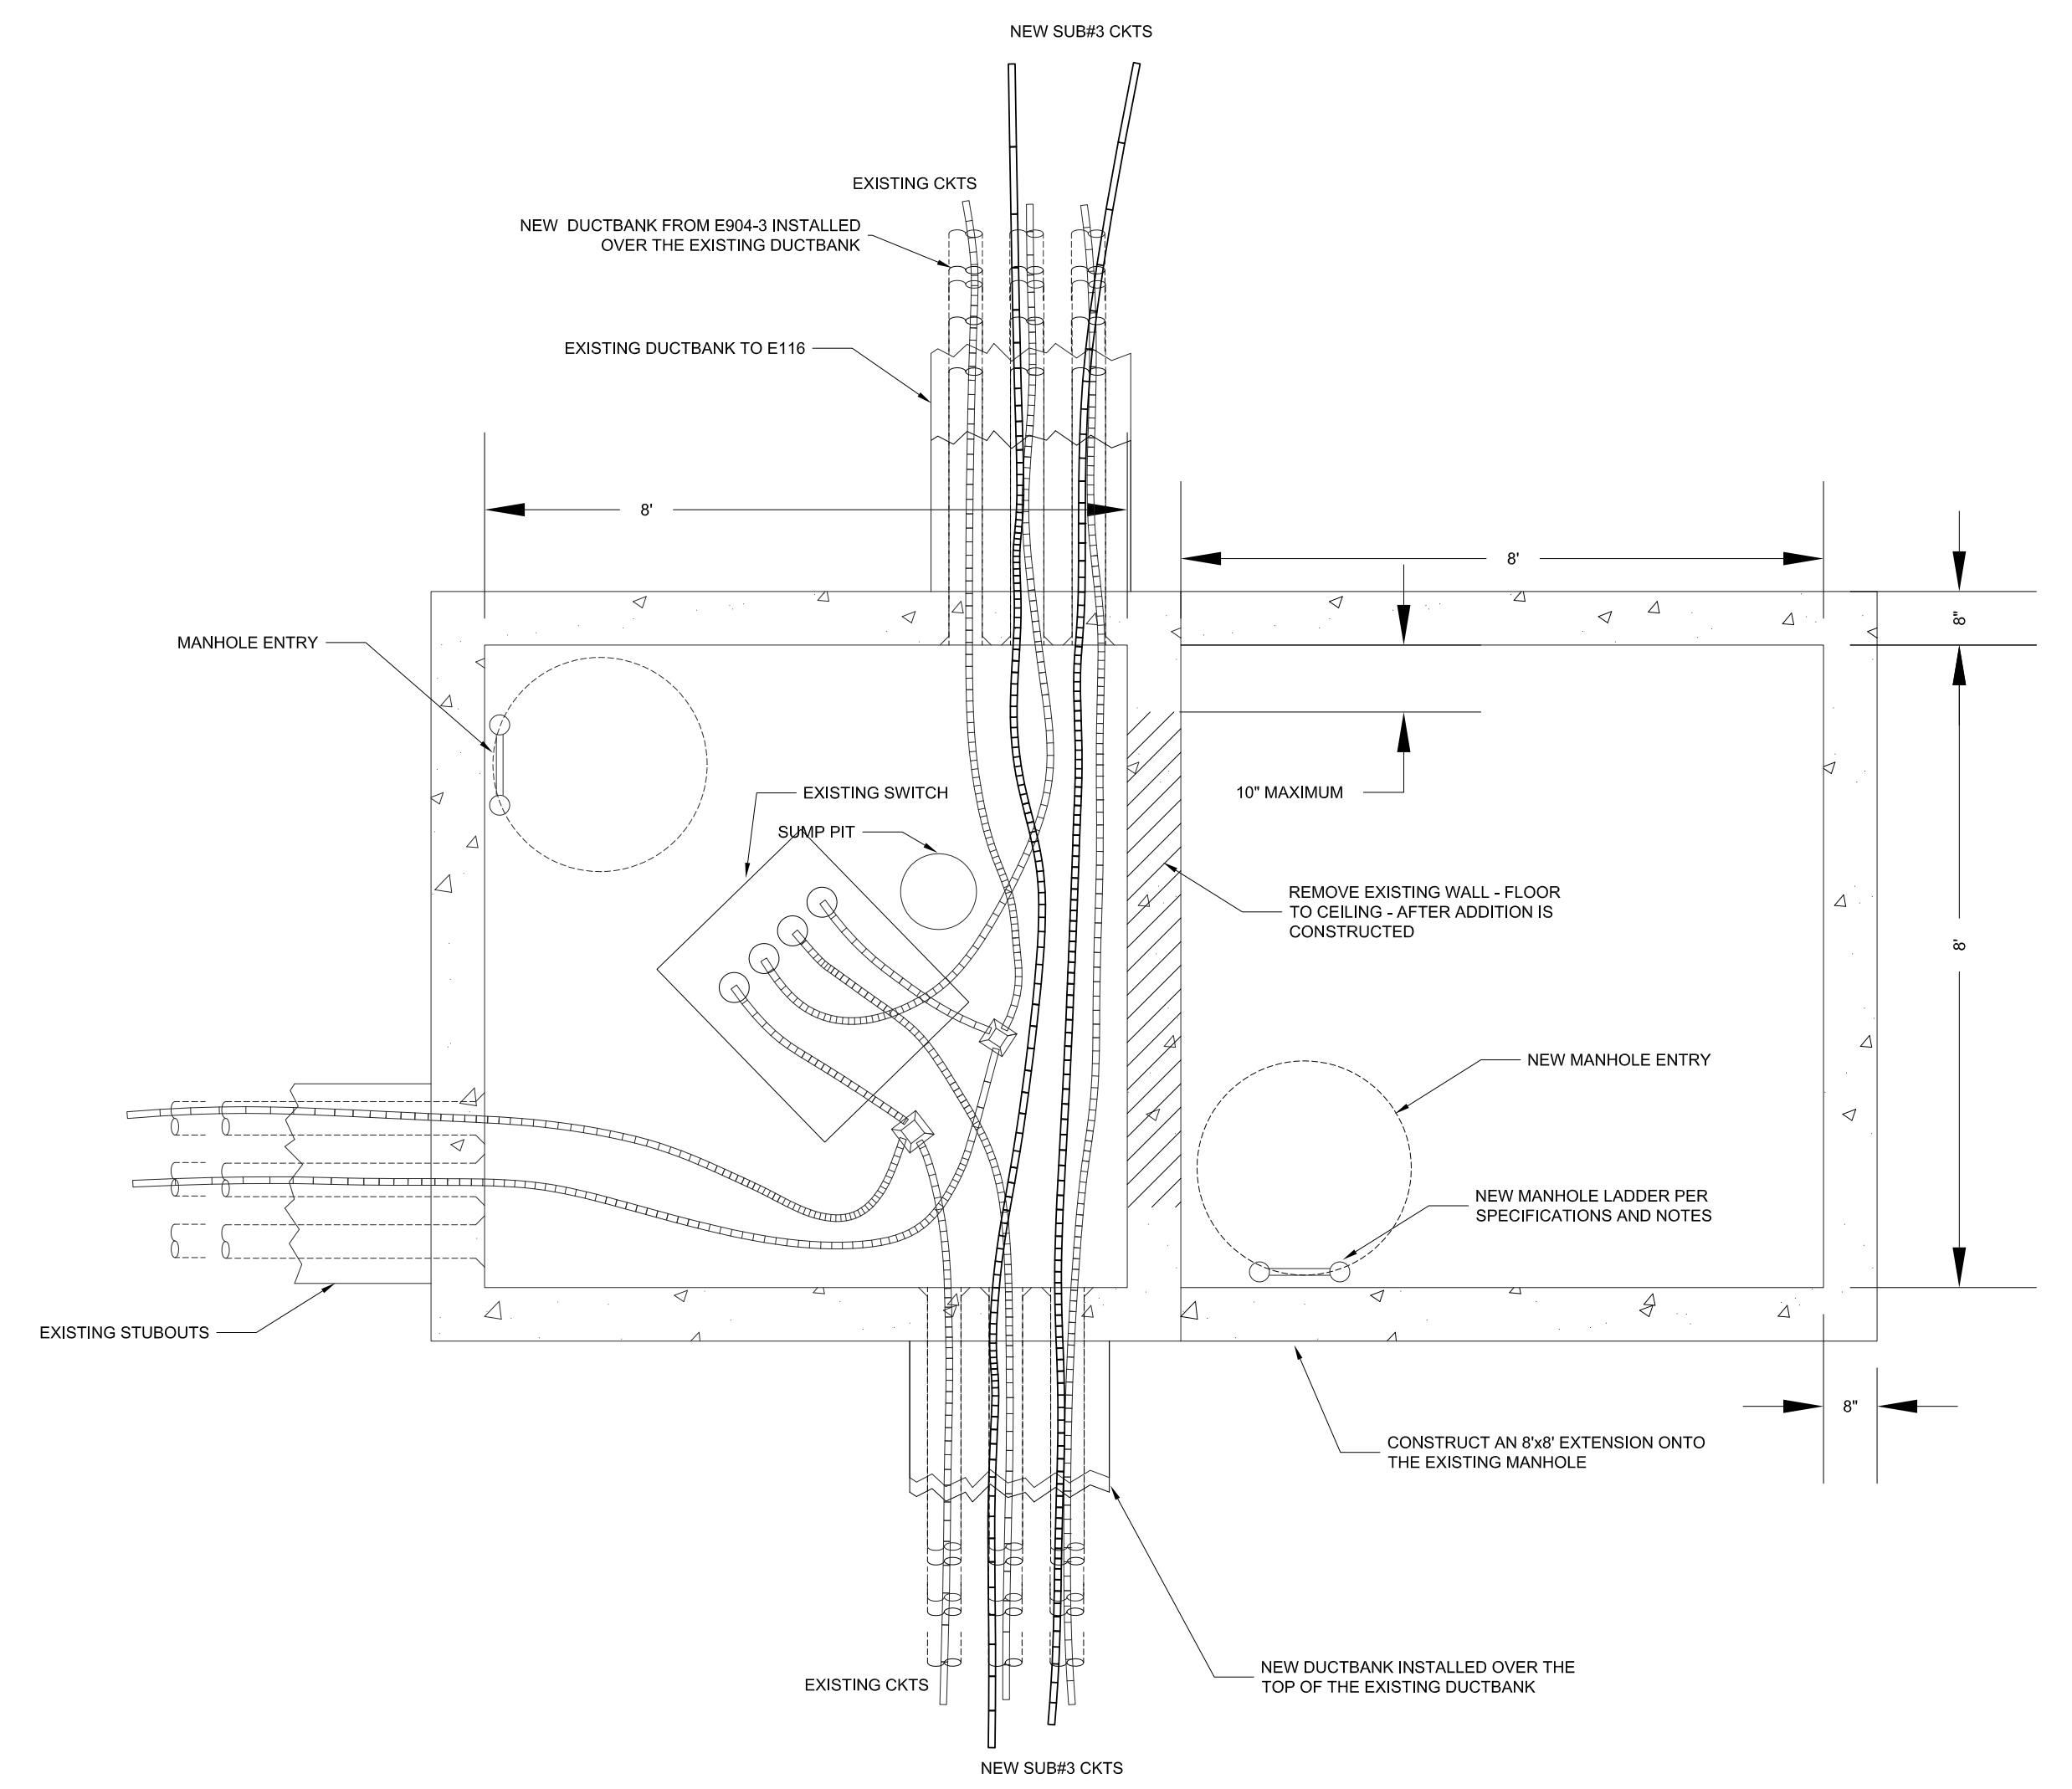 NEW SUB#3 CKTS
EXISTING CKTS
NEW DUCTBANK FROM E904-3 INSTALLED
OVER THE EXISTING DUCTBANK
EXISTING DUCTBANK TO E116
8'
8'
8"
MANHOLE ENTRY
EXISTING SWITCH
10" MAXIMUM
SUMP PIT
REMOVE EXISTING WALL - FLOOR
TO CEILING - AFTER ADDITION IS
CONSTRUCTED
8'
NEW MANHOLE ENTRY
NEW MANHOLE LADDER PER
SPECIFICATIONS AND NOTES
EXISTING STUBOUTS
8"
CONSTRUCT AN 8'x8' EXTENSION ONTO
THE EXISTING MANHOLE
NEW DUCTBANK INSTALLED OVER THE
TOP OF THE EXISTING DUCTBANK
EXISTING CKTS
NEW SUB#3 CKTS